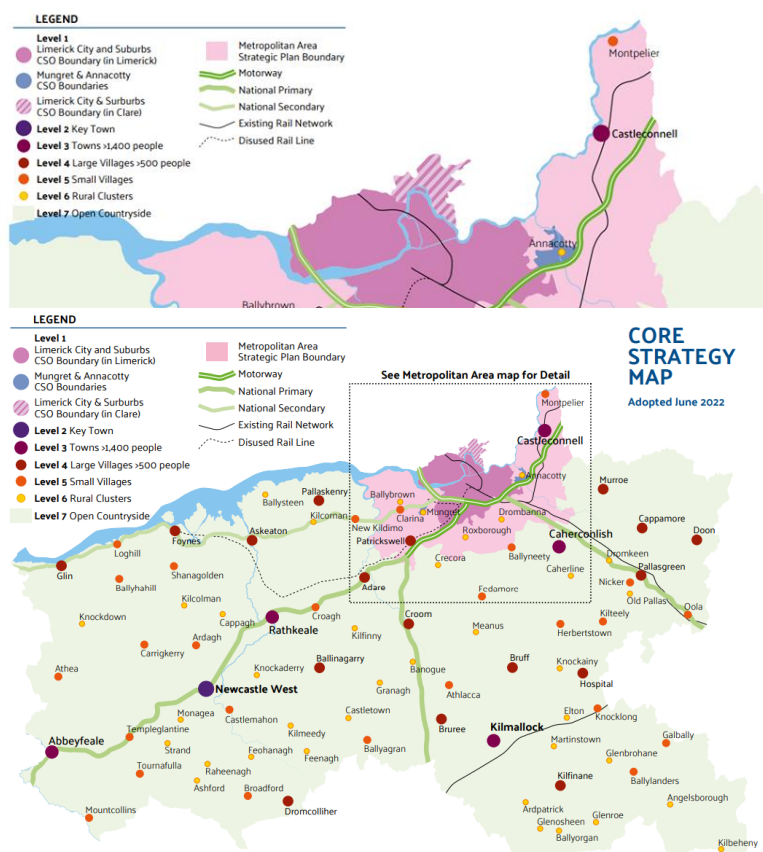 LEGEND
Level 1
Limerick City and Suburbs
CSO Boundary (in Limerick)
Mungret & Annacotty
CSO Boundaries
Limerick City & Surburbs
CSO Boundary (in Clare)
Level 2 Key Town
Level 3 Towns >1,400 people
Level 4 Large Villages >500 people
Level 5 Small Villages
Level 6 Rural Clusters
Level 7 Open Countryside
Metropolitan Area
Strategic Plan Boundary
Motorway
National Primary
National Secondary
Existing Rail Network
Disused Rail Line
Montpelier
Castleconnell
Annacotty
Ballybrown
LEGEND
Level 1
Limerick City and Suburbs
CSO Boundary (in Limerick)
Mungret & Annacotty
CSO Boundaries
Limerick City & Surburbs
CSO Boundary (in Clare)
Level 2 Key Town
Level 3 Towns >1,400 people
Level 4 Large Villages >500 people
Level 5 Small Villages
Level 6 Rural Clusters
Level 7 Open Countryside
Metropolitan Area
Strategic Plan Boundary
Motorway
National Primary
National Secondary
Existing Rail Network
Disused Rail Line
CORE
STRATEGY
MAP
Adopted June 2022
See Metropolitan Area map for Detail
Montpelier
Castleconnell
Annacotty
Murroe
Pallaskenry
Ballysteen
Ballybrown
Kilcornan
Clarina
Mungret
Drombanna
New Kildimo
Cappamore
Doon
Foynes
Askeaton
Patrickswell
Roxborough
Caherconlish
Loghill
Ballyneety
Dromkeen
Glin
Shanagolden
Crecora
Caherline
Pallasgreen
Ballyhahill
Adare
Nicker
Fedamore
Old Pallas
Kilcolman
Oola
Knockdown
Cappagh
Croagh
Croom
Kilteely
Rathkeale
Kilfinny
Meanus
Herbertstown
Ardagh
Carrigkerry
Athea
Knockaderry
Ballinagarry
Banogue
Bruff
Knockainy
Hospital
Newcastle West
Granagh
Athlacca
Monagea
Castlemahon
Castletown
Elton
Knocklong
Templeglantine
Kilmeedy
Bruree
Kilmallock
Abbeyfeale
Strand
Feohanagh
Feenagh
Ballyagran
Martinstown
Galbally
Glenbrohane
Tournafulla
Raheenagh
Ashford
Broadford
Kilfinane
Ballylanders
Dromcolliher
Mountcollins
Ardpatrick
Glenosheen
Glenroe
Angelsborough
Ballyorgan
Kilbeheny